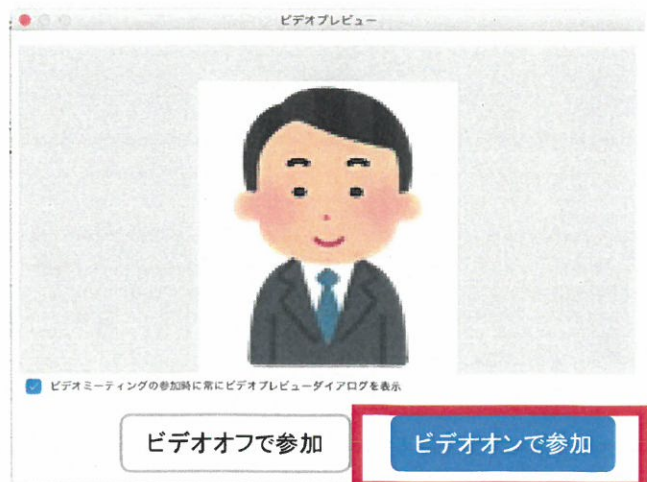 ビデオプレビュー
ビデオミーティングの参加時に常にビデオプレビューダイアログを表示
ビデオオフで参加
ビデオオンで参加